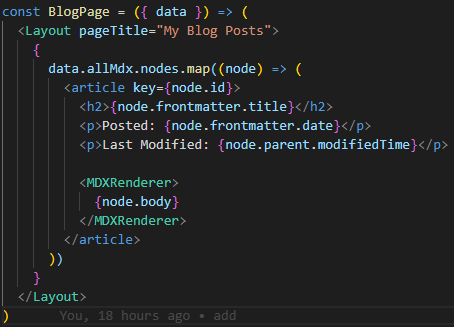 const BlogPage = ({ data }) => (
  <Layout pageTitle="My Blog Posts">
    {
      data.allMdx.nodes.map((node) => (
        <article key={node.id}>
          <h2>{node.frontmatter.title}</h2>
          <p>Posted: {node.frontmatter.date}</p>
          <p>Last Modified: {node.parent.modifiedTime}</p>

          <MDXRenderer>
            {node.body}
          </MDXRenderer>
        </article>
      ))
    }
  </Layout>
)    You, 18 hours ago • add